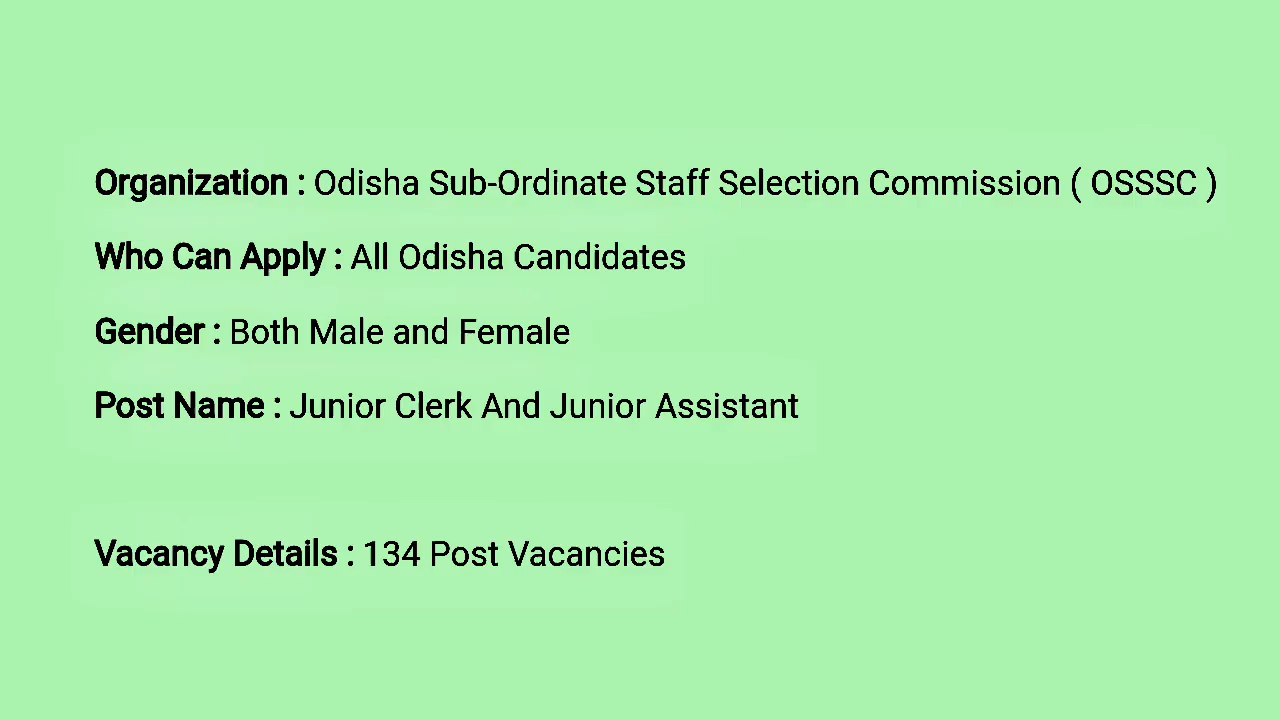 Organization : Odisha Sub-Ordinate Staff Selection Commission ( OSSSC )
Who Can Apply : All Odisha Candidates
Gender : Both Male and Female
Post Name : Junior Clerk And Junior Assistant
Vacancy Details : 134 Post Vacancies